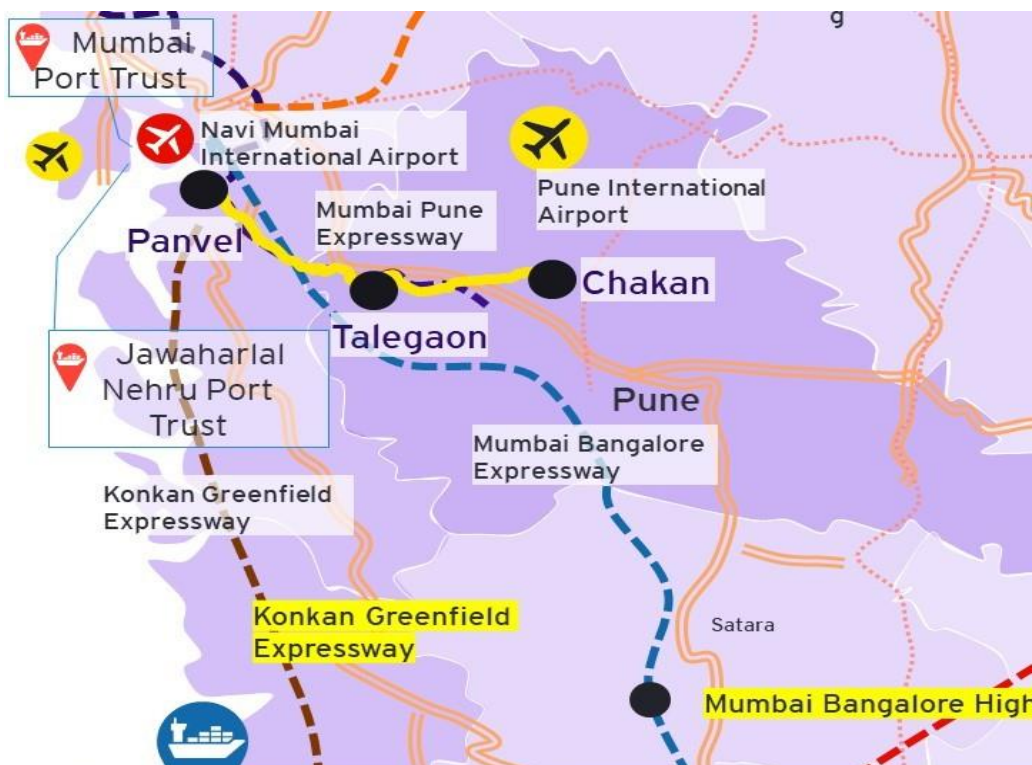 g
Mumbai
Port Trust
Navi Mumbai
International Airport
Pune International
Airport
Mumbai Pune
Expressway
Panvel
Chakan
Talegaon
Jawaharlal
Nehru Port
Trust
Pune
Mumbai Bangalore
Expressway
Konkan Greenfield
Expressway
Konkan Greenfield
Expressway
Satara
Mumbai Bangalore High